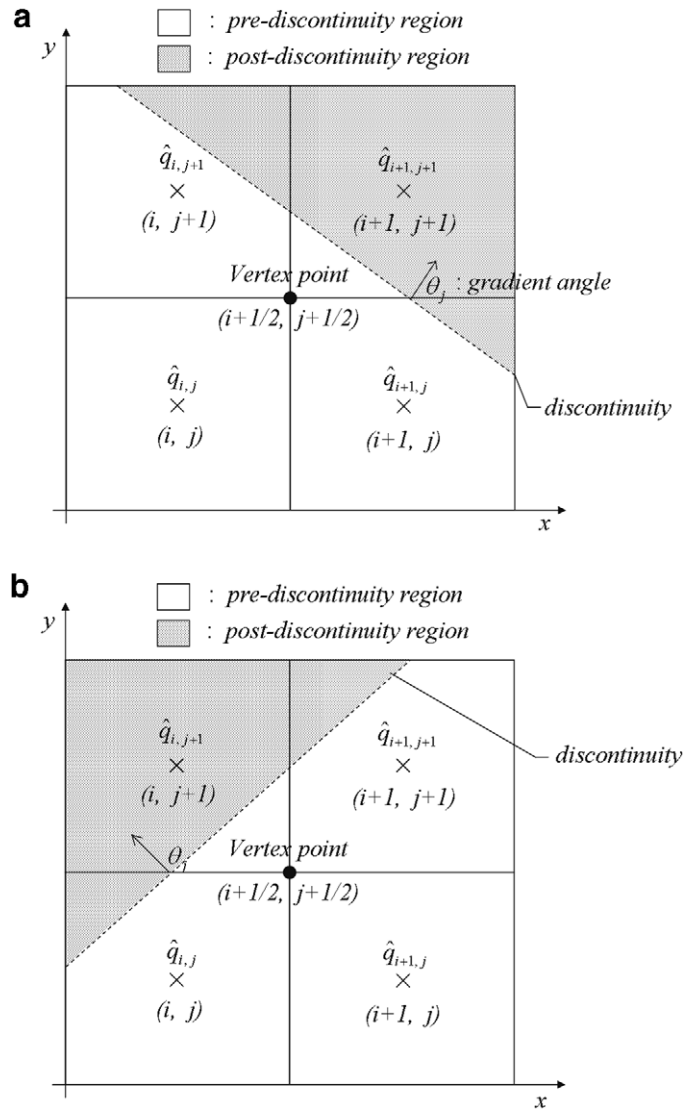 a
y
: pre-discontinuity region
: post-discontinuity region
q̂i, j+1
q̂i+1, j+1
(i, j+1)
(i+1, j+1)
Vertex point
θj : gradient angle
(i+1/2, j+1/2)
q̂i, j
q̂i+1, j
discontinuity
(i, j)
(i+1, j)
x
b
: pre-discontinuity region
y
: post-discontinuity region
q̂i, j+1
q̂i+1, j+1
discontinuity
(i, j+1)
(i+1, j+1)
θj
Vertex point
(i+1/2, j+1/2)
q̂i, j
q̂i+1, j
(i, j)
(i+1, j)
x